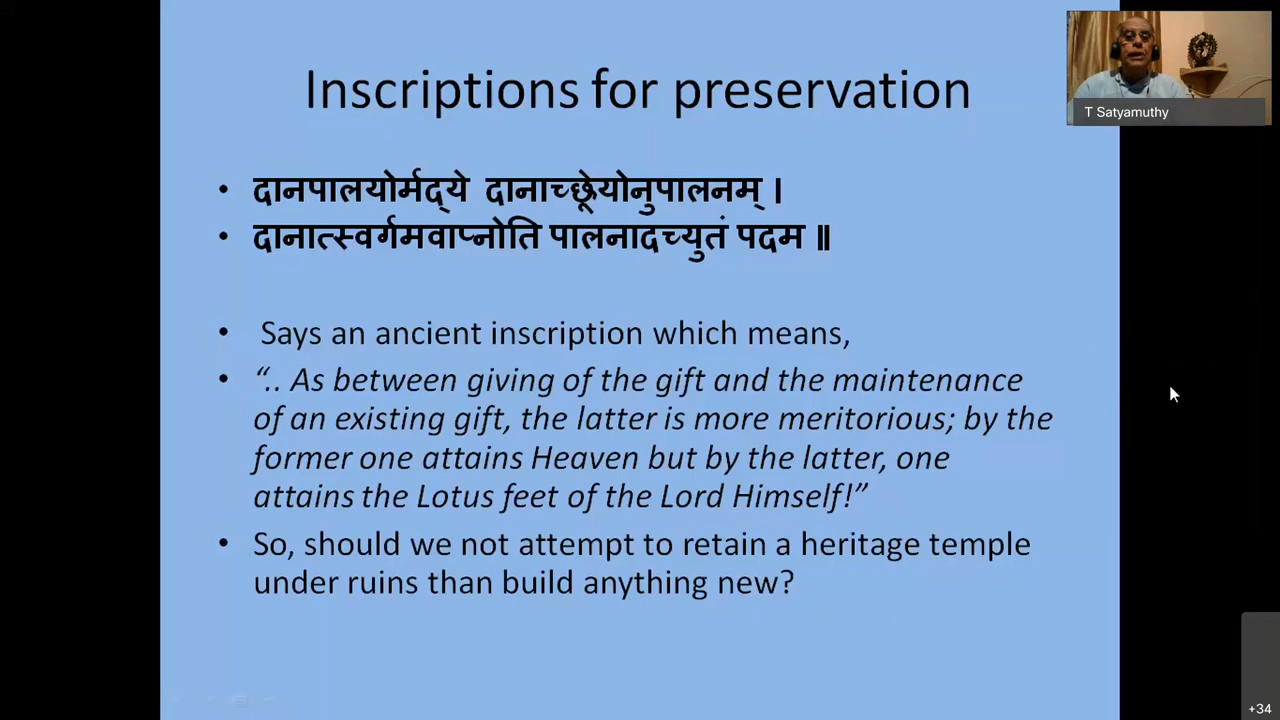 Inscriptions for preservation
T Satyamuthy
• दानपालयोर्मद्ये दानाच्छ्रेयोनुपालनम् ।
• दानात्स्वर्गमवाप्नोति पालनादच्युतं पदम ॥
• Says an ancient inscription which means,
• “.. As between giving of the gift and the maintenance
of an existing gift, the latter is more meritorious; by the
former one attains Heaven but by the latter, one
attains the Lotus feet of the Lord Himself!”
• So, should we not attempt to retain a heritage temple
under ruins than build anything new?
+34